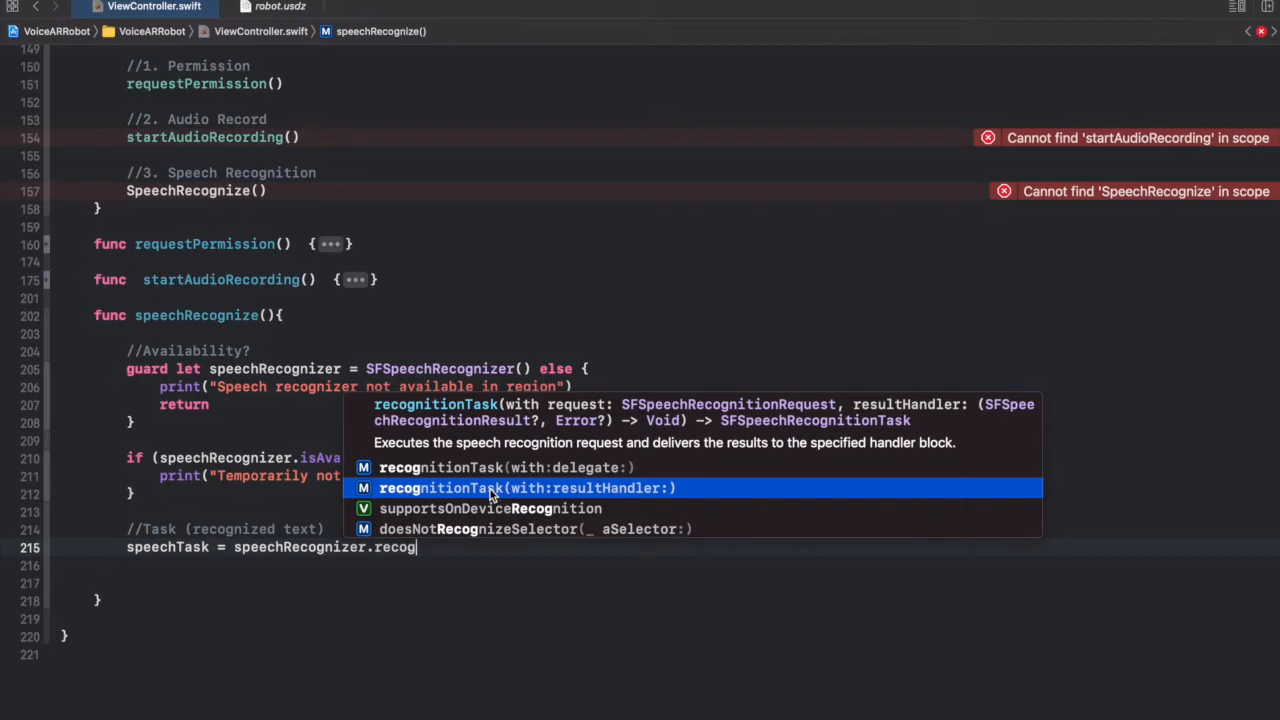 ViewController.swift
robot.usdz
VoiceARRobot
VoiceARRobot
ViewController.swift
M speechRecognize()
149
150 //1. Permission
151 requestPermission()
152
153 //2. Audio Record
154 startAudioRecording() Cannot find 'startAudioRecording' in scope
155
156 //3. Speech Recognition
157 SpeechRecognize() Cannot find 'SpeechRecognize' in scope
158 }
159
160 func requestPermission() {•••}
174
175 func startAudioRecording() {•••}
201
202 func speechRecognize(){
203
204 //Availability?
205 guard let speechRecognizer = SFSpeechRecognizer() else {
206 print("Speech recognizer not available in region")
207 return
208 }
209
210 if (speechRecognizer.isAva
211 print("Temporarily not
212 }
213
214 //Task (recognized text)
215 speechTask = speechRecognizer.recog
216
217
218 }
219
220 }
221
recognitionTask(with request: SFSpeechRecognitionRequest, resultHandler: (SFSpee
chRecognitionResult?, Error?) -> Void) -> SFSpeechRecognitionTask
Executes the speech recognition request and delivers the results to the specified handler block.
M recognitionTask(with:delegate:)
M recognitionTask(with:resultHandler:)
V supportsOnDeviceRecognition
M doesNotRecognizeSelector(_ aSelector:)